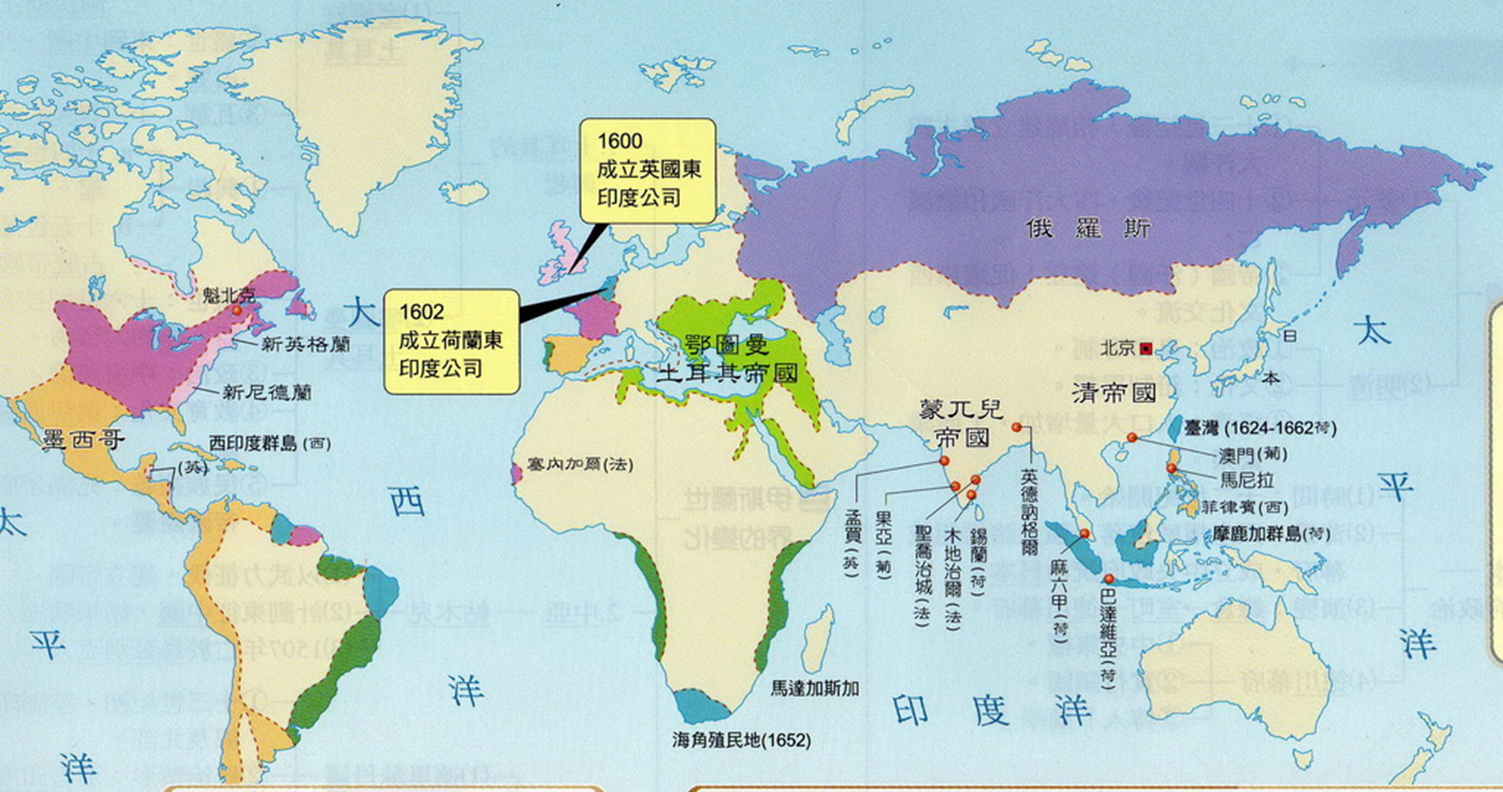 1600
成立英國東
印度公司
俄羅斯
1602
成立荷蘭東
印度公司
魁北克
大
新英格蘭
鄂圖曼
土耳其帝國
北京
日
本
太
新尼德蘭
清帝國
墨西哥
西印度群島(西)
(英)
蒙兀兒
帝國
臺灣(1624-1662荷)
澳門(葡)
塞內加爾(法)
馬尼拉
平
西
菲律賓(西)
太
孟買(英)
果亞(葡)
聖喬治城(法)
木地治爾(法)
錫蘭(荷)
英德訥格爾
麻六甲(荷)
巴達維亞(荷)
摩鹿加群島(荷)
平
洋
洋
馬達加斯加
印度洋
海角殖民地(1652)
洋